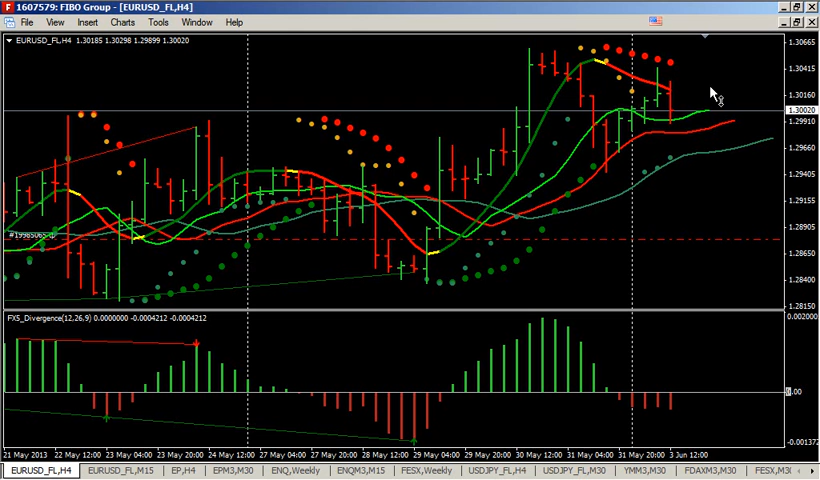 1607579: FIBO Group - [EURUSD_FL,H4]
File View Insert Charts Tools Window Help
EURUSD_FL,H4 1.30185 1.30298 1.29899 1.30020
1.30665
1.30415
1.30160
1.30020
1.29910
1.29660
1.29405
1.29155
1.28900
1.28650
1.28400
1.28150
FX5_Divergence(12,26,9) 0.0000000 -0.0004212 -0.0004212
0.002000
0.00
-0.001372
21 May 2013 22 May 12:00 23 May 04:00 23 May 20:00 24 May 12:00 27 May 04:00 27 May 20:00 28 May 12:00 29 May 04:00 29 May 20:00 30 May 12:00 31 May 04:00 31 May 20:00 3 Jun 12:00
EURUSD_FL,H4 EURUSD_FL,M15 EP,H4 EPM3,M30 ENQ,Weekly ENQM3,M15 FESX,Weekly USDJPY_FL,H4 USDJPY_FL,M30 YMM3,M30 FDAXM3,M30 FESX,M3